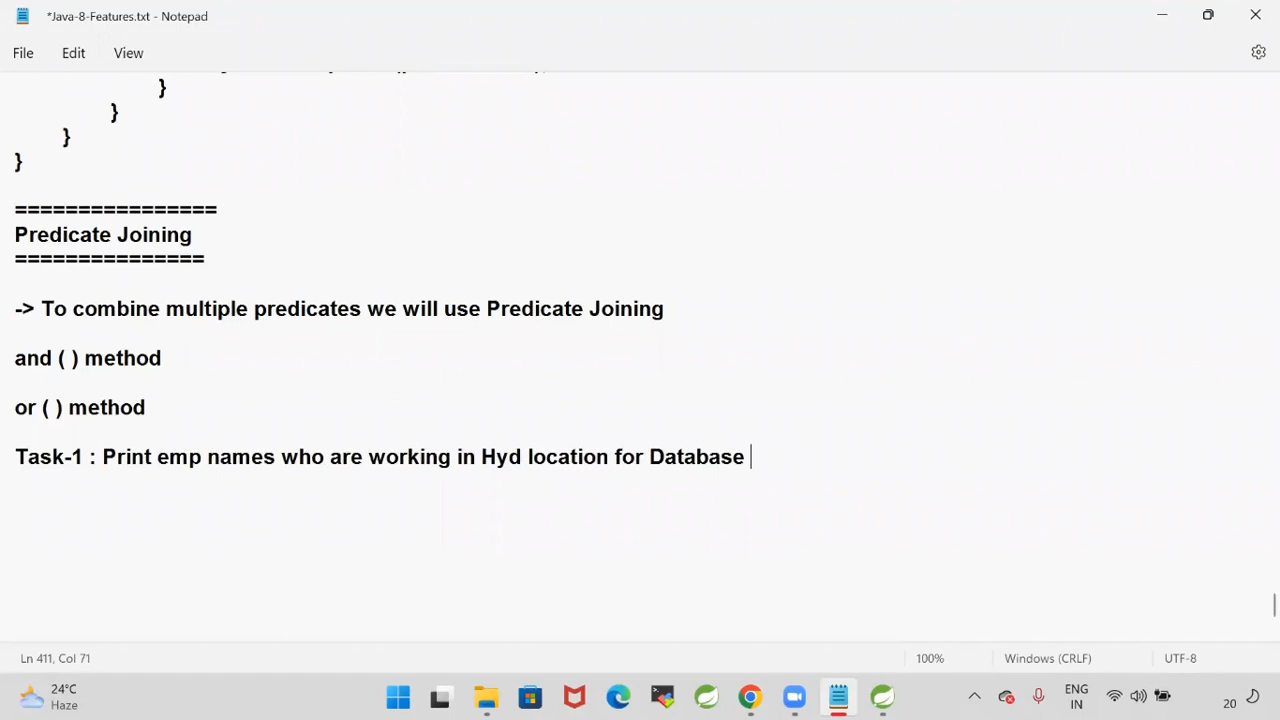 *Java-8-Features.txt - Notepad
File Edit View
}
}
}
}
================
Predicate Joining
===============
-> To combine multiple predicates we will use Predicate Joining
and ( ) method
or ( ) method
Task-1 : Print emp names who are working in Hyd location for Database
Ln 411, Col 71 100% Windows (CRLF) UTF-8
24°C
Haze
ENG
IN
20